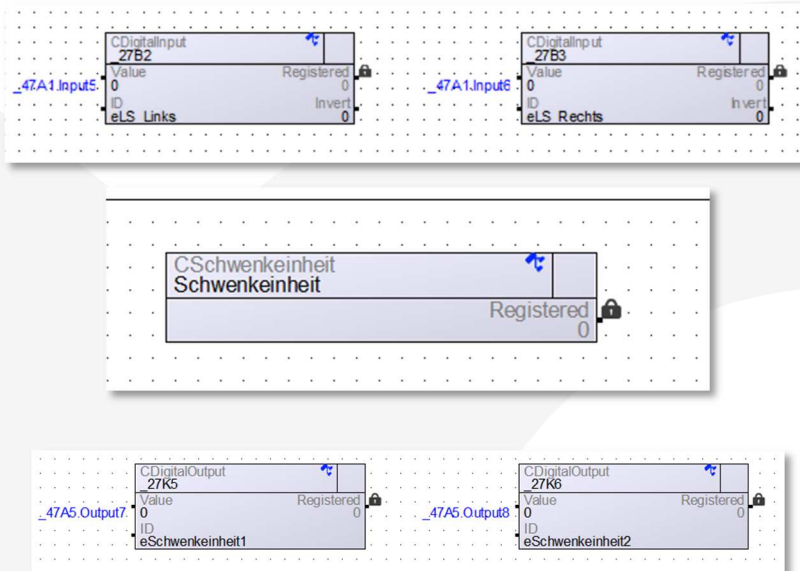 CDigitalInput
_27B2
_47A1.Input5
Value
Registered
0
0
ID
Invert
eLS_Links
0
CDigitalInput
_27B3
_47A1.Input6
Value
Registered
0
0
ID
Invert
eLS_Rechts
0
CSchwenkeinheit
Schwenkeinheit
Registered
0
CDigitalOutput
_27K5
_47A5.Output7
Value
Registered
0
0
ID
eSchwenkeinheit1
CDigitalOutput
_27K6
_47A5.Output8
Value
Registered
0
0
ID
eSchwenkeinheit2